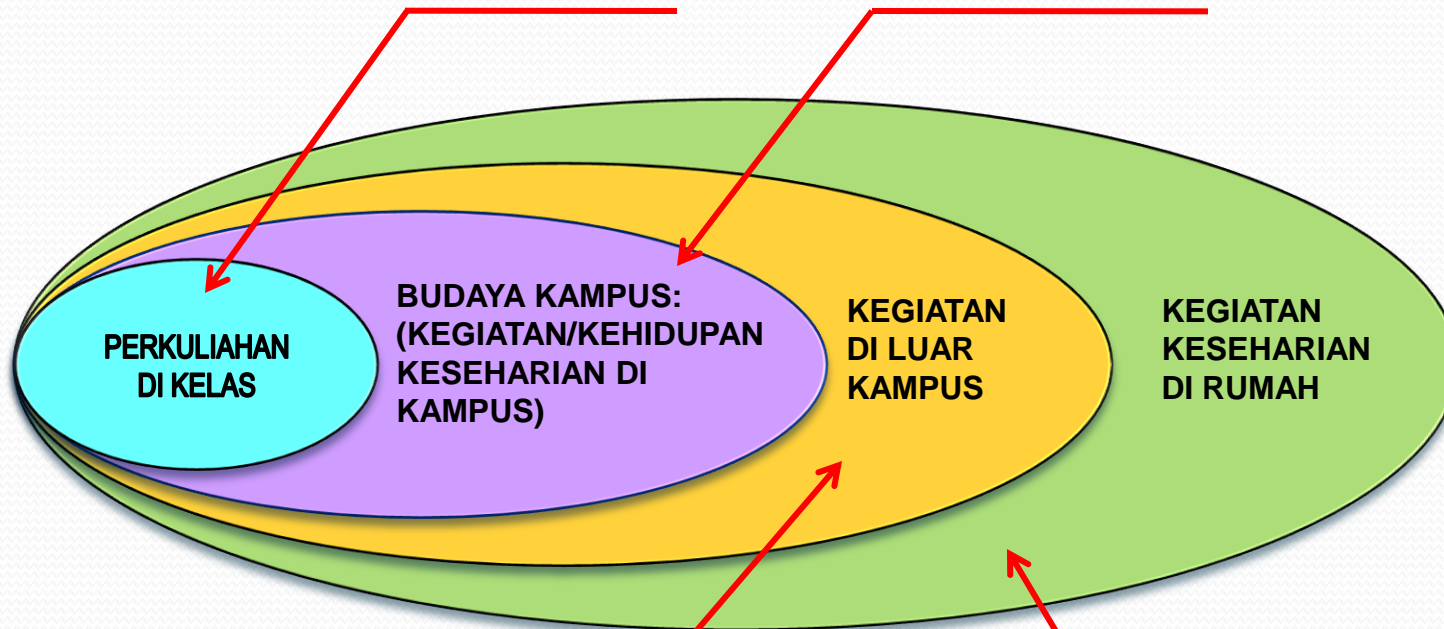 PERKULIAHAN
DI KELAS
BUDAYA KAMPUS:
(KEGIATAN/KEHIDUPAN
KESEHARIAN DI
KAMPUS)
KEGIATAN
DI LUAR
KAMPUS
KEGIATAN
KESEHARIAN
DI RUMAH